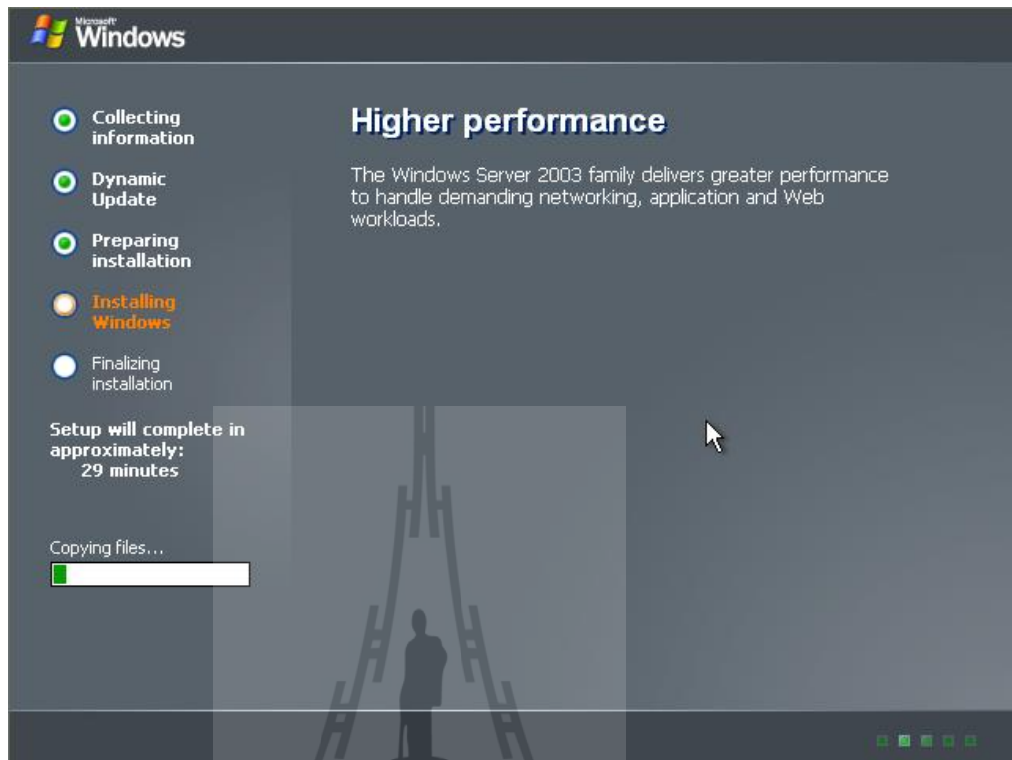 Microsoft
Windows
Collecting
information
Dynamic
Update
Preparing
installation
Installing
Windows
Finalizing
installation
Setup will complete in
approximately:
29 minutes
Copying files...
Higher performance
The Windows Server 2003 family delivers greater performance
to handle demanding networking, application and Web
workloads.